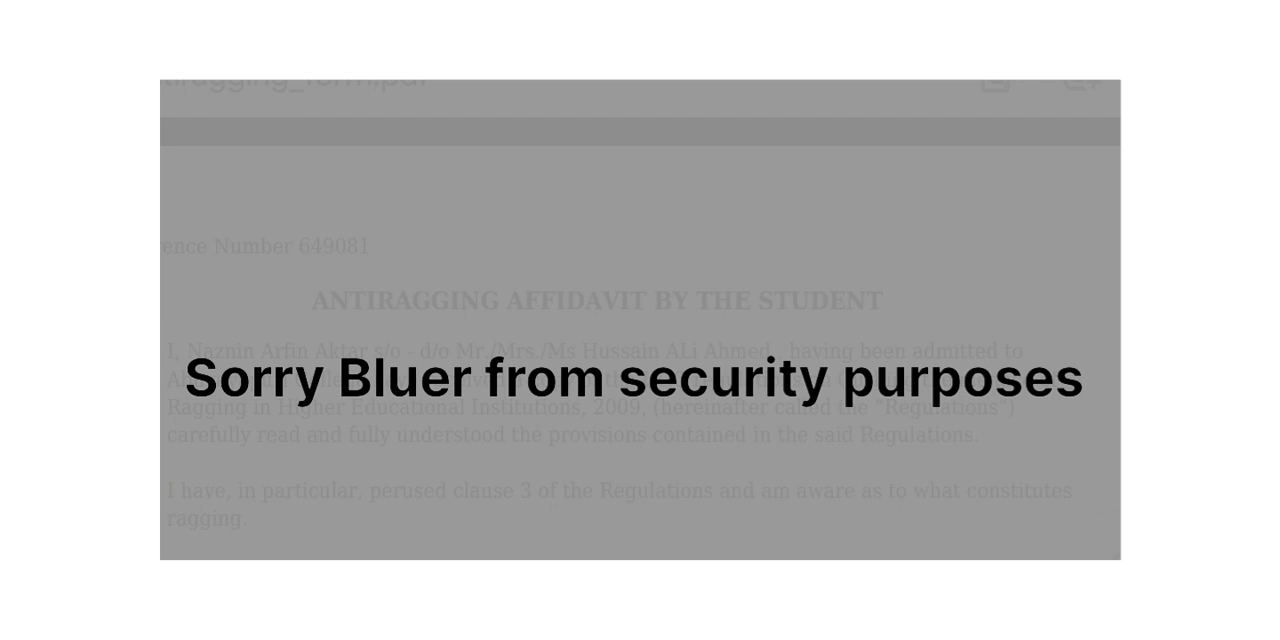 tiragging_form.pdf
ence Number 649081
ANTIRAGGING AFFIDAVIT BY THE STUDENT
I, Naznin Arfin Aktar s/o - d/o Mr./Mrs./Ms Hussain ALi Ahmed , having been admitted to
Sorry Bluer from security purposes
Ragging in Higher Educational Institutions, 2009, (hereinafter called the "Regulations")
carefully read and fully understood the provisions contained in the said Regulations.
I have, in particular, perused clause 3 of the Regulations and am aware as to what constitutes
ragging.